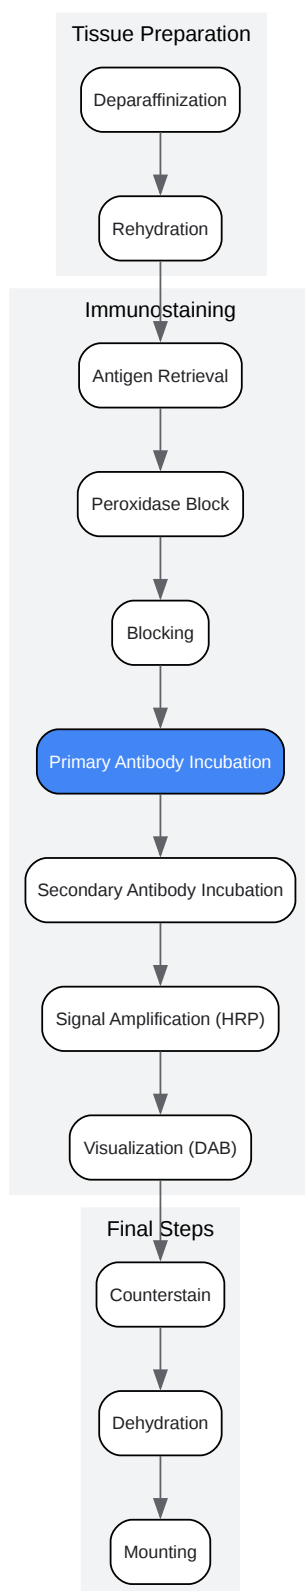 Tissue Preparation
Deparaffinization
Rehydration
Immunostaining
Antigen Retrieval
Peroxidase Block
Blocking
Primary Antibody Incubation
Secondary Antibody Incubation
Signal Amplification (HRP)
Visualization (DAB)
Final Steps
Counterstain
Dehydration
Mounting